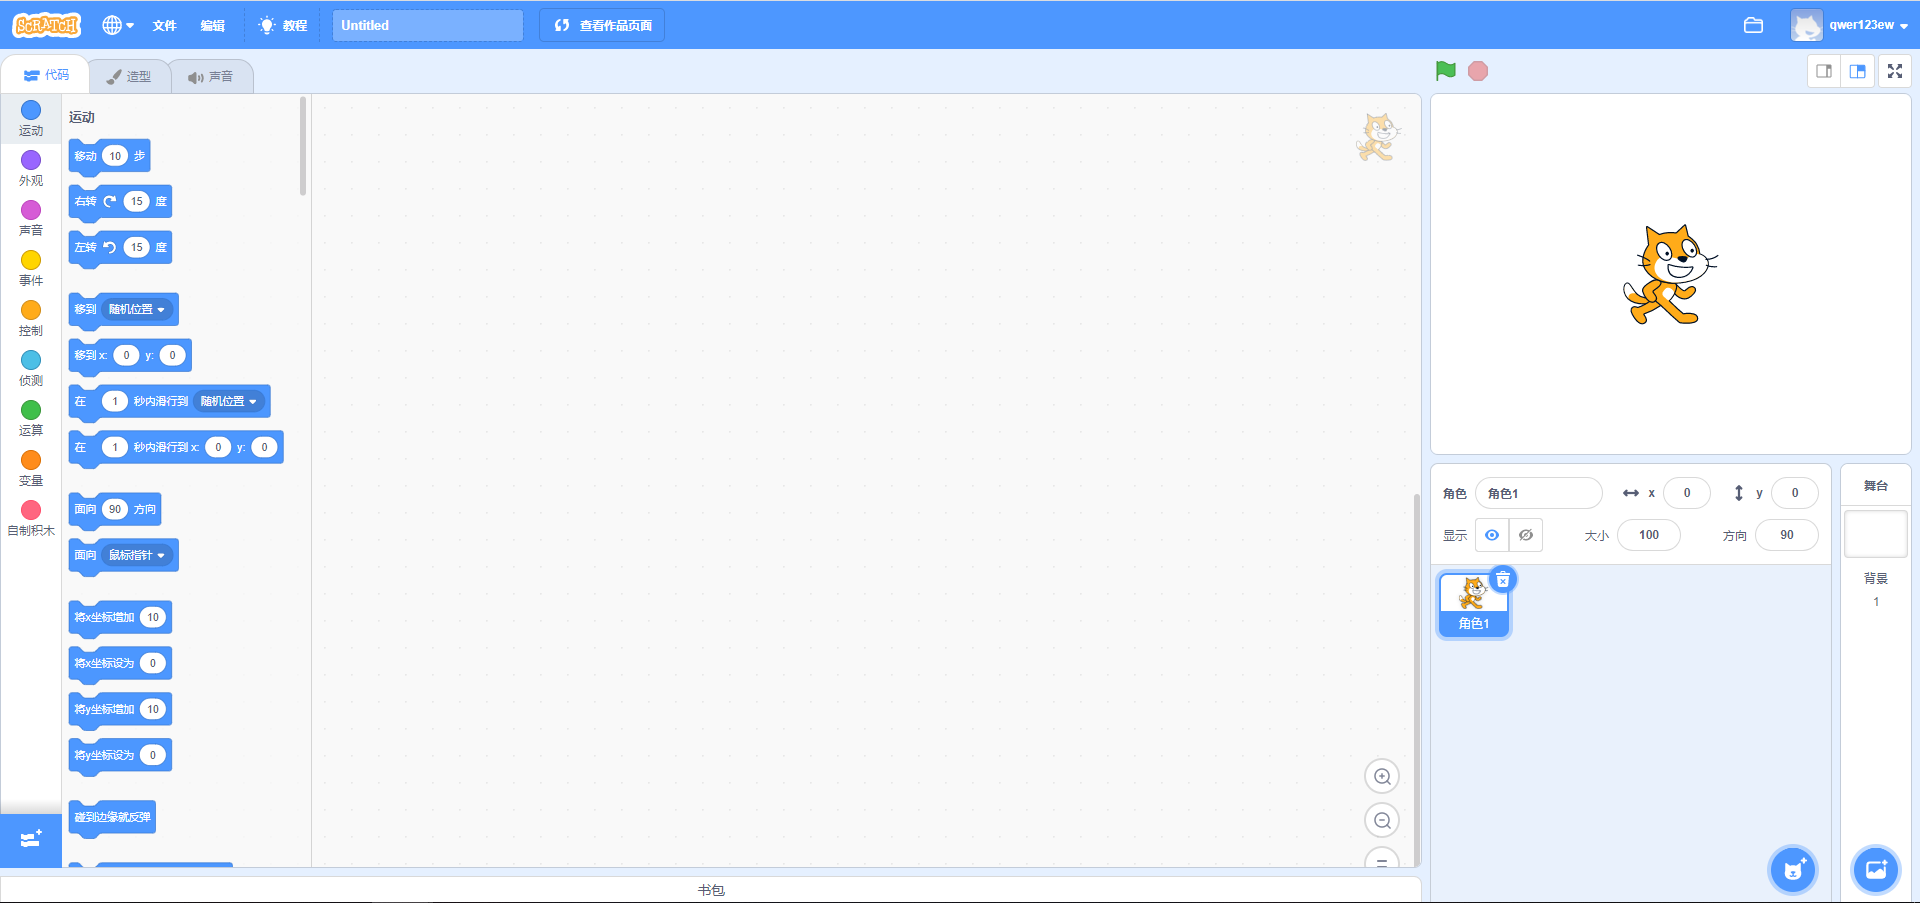 SCRATCH
文件 编辑 教程 Untitled 查看作品页面 qwer123ew
代码 造型 声音
运动
外观
声音
事件
控制
侦测
运算
变量
自制积木
运动
移动 10 步
右转 15 度
左转 15 度
移到 随机位置
移到 x: 0 y: 0
在 1 秒内滑行到 随机位置
在 1 秒内滑行到 x: 0 y: 0
面向 90 方向
面向 鼠标指针
将x坐标增加 10
将x坐标设为 0
将y坐标增加 10
将y坐标设为 0
碰到边缘就反弹
书包
角色 角色1 x 0 y 0
显示 大小 100 方向 90
角色1
舞台
背景
1